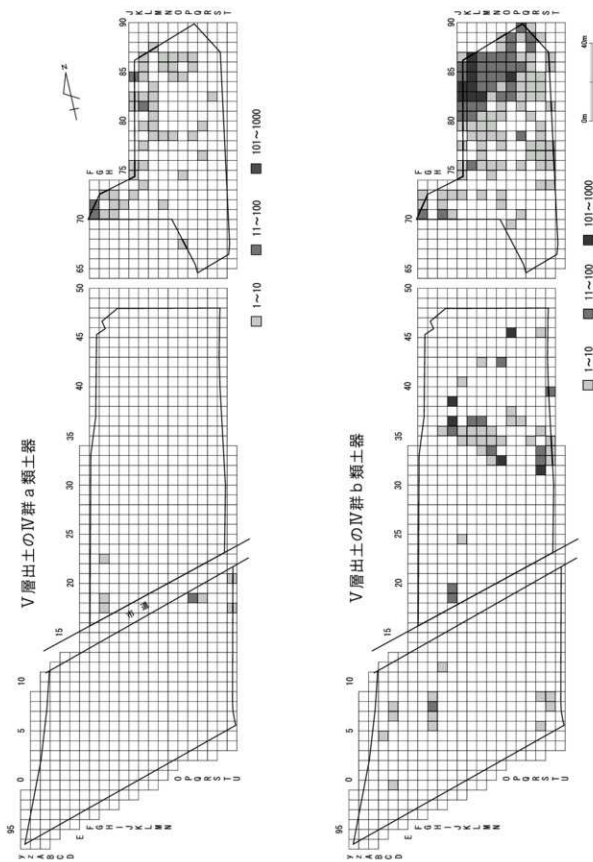 Ⅴ層出土のⅣ群a類土器
95
0
5
10
15
20
25
30
35
40
45
50
65
70
75
80
85
90
y
z
A
B
C
D
E
F
G
H
I
J
K
L
M
N
O
P
Q
R
S
T
U
F
G
H
J
K
L
M
N
O
P
Q
R
S
T
市道
N
1~10
11~100
101~1000
Ⅴ層出土のⅣ群b類土器
95
0
5
10
15
20
25
30
35
40
45
50
65
70
75
80
85
90
y
z
A
B
C
D
E
F
G
H
I
J
K
L
M
N
O
P
Q
R
S
T
U
F
G
H
J
K
L
M
N
O
P
Q
R
S
T
1~10
11~100
101~1000
0m
40m